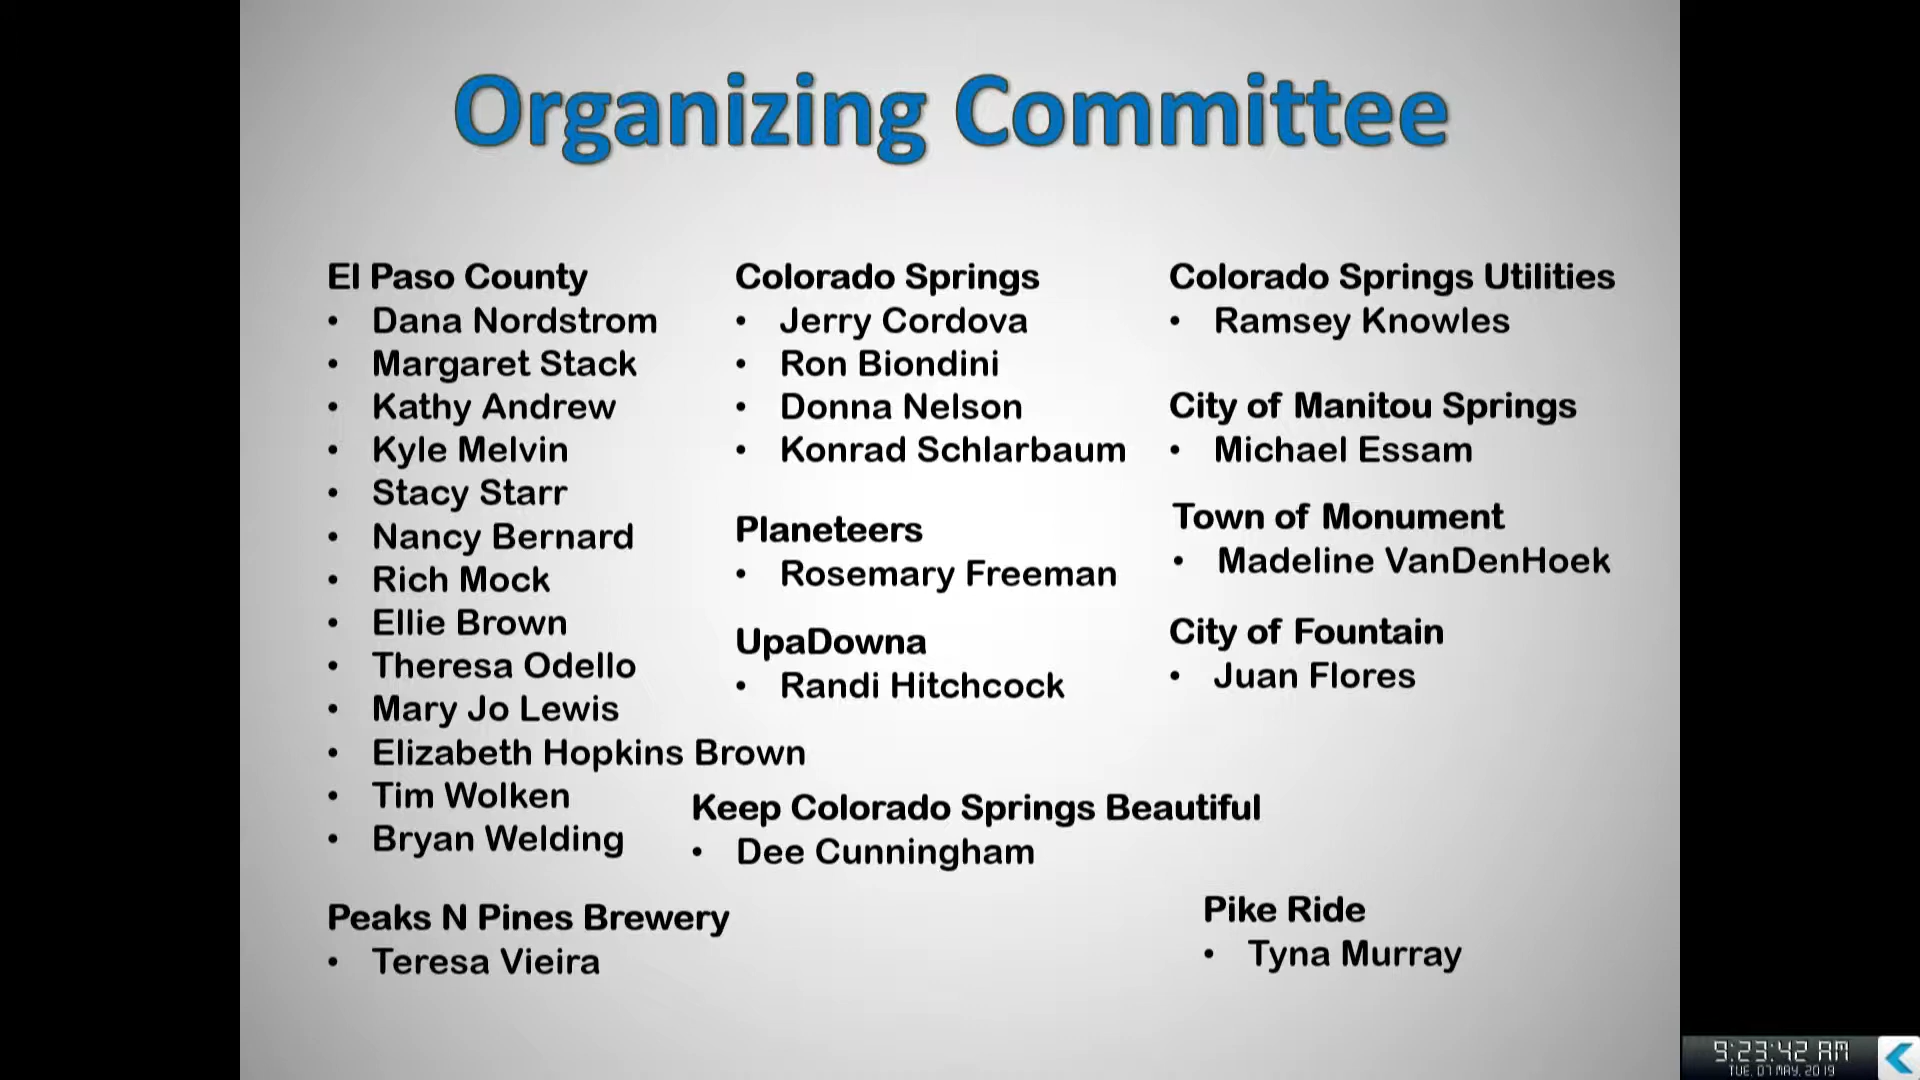 Organizing Committee
El Paso County
• Dana Nordstrom
• Margaret Stack
• Kathy Andrew
• Kyle Melvin
• Stacy Starr
• Nancy Bernard
• Rich Mock
• Ellie Brown
• Theresa Odello
• Mary Jo Lewis
• Elizabeth Hopkins Brown
• Tim Wolken
• Bryan Welding
Peaks N Pines Brewery
• Teresa Vieira
Colorado Springs
• Jerry Cordova
• Ron Biondini
• Donna Nelson
• Konrad Schlarbaum
Planeteers
• Rosemary Freeman
UpaDowna
• Randi Hitchcock
Keep Colorado Springs Beautiful
• Dee Cunningham
Colorado Springs Utilities
• Ramsey Knowles
City of Manitou Springs
• Michael Essam
Town of Monument
• Madeline VanDenHoek
City of Fountain
• Juan Flores
Pike Ride
• Tyna Murray
9:23:42 AM
TUE, 07 MAY, 2019